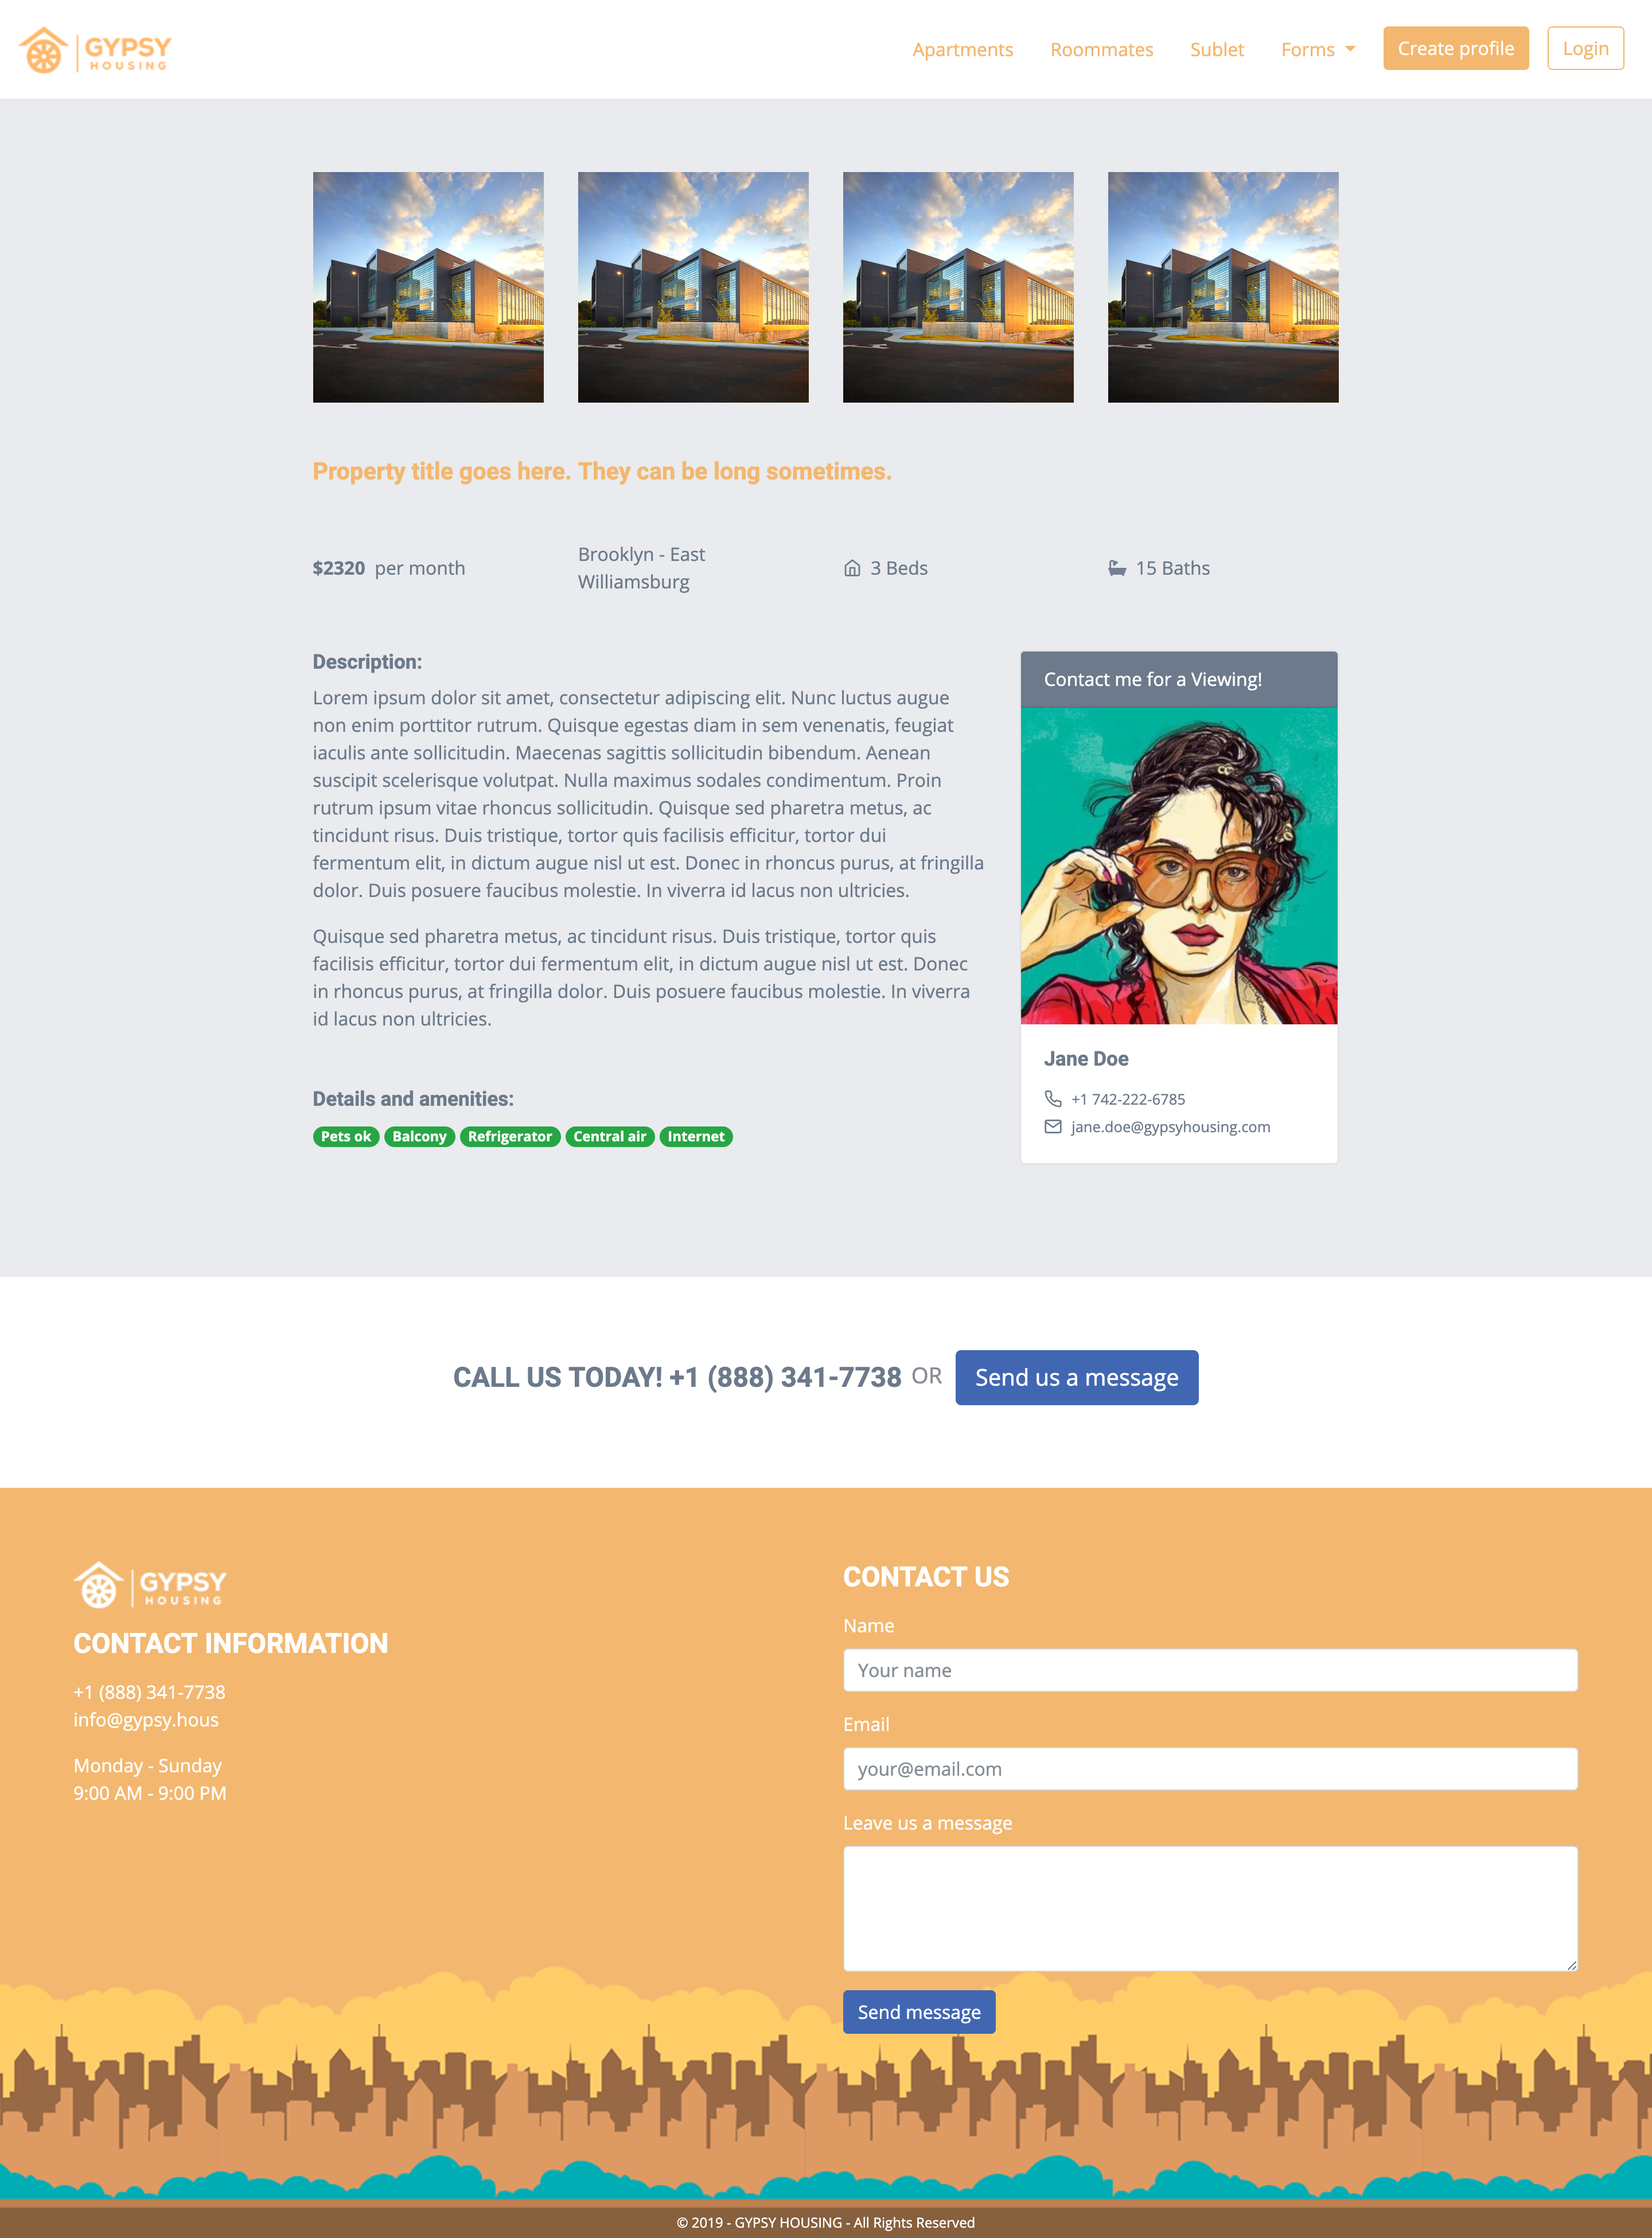 GYPSY
HOUSING
Apartments
Roommates
Sublet
Forms
Create profile
Login
Property title goes here. They can be long sometimes.
$2320 per month
Brooklyn - East
Williamsburg
3 Beds
15 Baths
Description:
Lorem ipsum dolor sit amet, consectetur adipiscing elit. Nunc luctus augue
non enim porttitor rutrum. Quisque egestas diam in sem venenatis, feugiat
iaculis ante sollicitudin. Maecenas sagittis sollicitudin bibendum. Aenean
suscipit scelerisque volutpat. Nulla maximus sodales condimentum. Proin
rutrum ipsum vitae rhoncus sollicitudin. Quisque sed pharetra metus, ac
tincidunt risus. Duis tristique, tortor quis facilisis efficitur, tortor dui
fermentum elit, in dictum augue nisl ut est. Donec in rhoncus purus, at fringilla
dolor. Duis posuere faucibus molestie. In viverra id lacus non ultricies.
Quisque sed pharetra metus, ac tincidunt risus. Duis tristique, tortor quis
facilisis efficitur, tortor dui fermentum elit, in dictum augue nisl ut est. Donec
in rhoncus purus, at fringilla dolor. Duis posuere faucibus molestie. In viverra
id lacus non ultricies.
Details and amenities:
Pets ok
Balcony
Refrigerator
Central air
Internet
Contact me for a Viewing!
Jane Doe
+1 742-222-6785
jane.doe@gypsyhousing.com
CALL US TODAY! +1 (888) 341-7738 OR
Send us a message
GYPSY
HOUSING
CONTACT INFORMATION
+1 (888) 341-7738
info@gypsy.hous
Monday - Sunday
9:00 AM - 9:00 PM
CONTACT US
Name
Your name
Email
your@email.com
Leave us a message
Send message
© 2019 - GYPSY HOUSING - All Rights Reserved